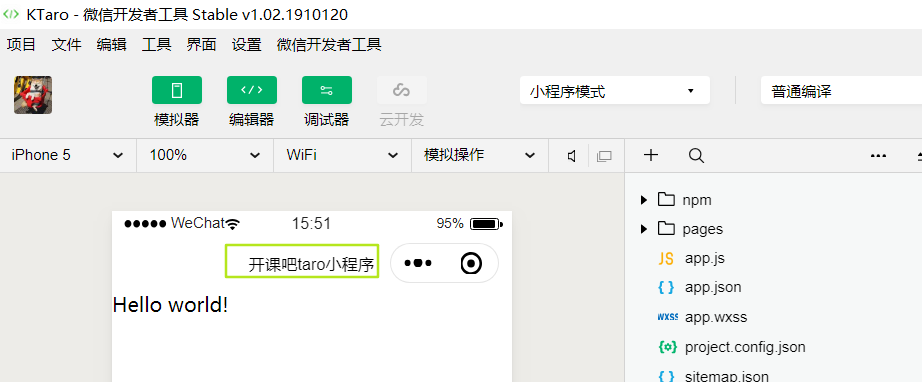 KTaro - 微信开发者工具 Stable v1.02.1910120
项目 文件 编辑 工具 界面 设置 微信开发者工具
模拟器 编辑器 调试器 云开发 小程序模式 普通编译
iPhone 5 100% WiFi 模拟操作
WeChat 15:51 95%
开课吧taro小程序
Hello world!
npm
pages
JS app.js
{ } app.json
WXSS app.wxss
{o} project.config.json
{ } sitemap.json